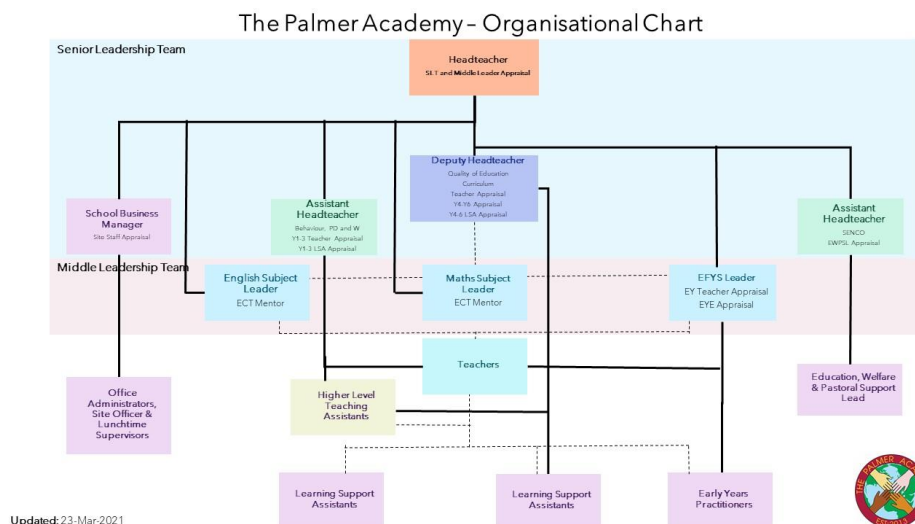 The Palmer Academy – Organisational Chart
Senior Leadership Team
Headteacher
SLT and Middle Leader Appraisal
Deputy Headteacher
Quality of Education
Curriculum
Teacher Appraisal
Y4-Y6 Appraisal
Y4-6 LSA Appraisal
School Business
Manager
Site Staff Appraisal
Assistant
Headteacher
Behaviour, PD and W
Y1-3 Teacher Appraisal
Y1-3 LSA Appraisal
Assistant
Headteacher
SENCO
EWPSL Appraisal
Middle Leadership Team
English Subject
Leader
ECT Mentor
Maths Subject
Leader
ECT Mentor
EFYS Leader
EY Teacher Appraisal
EYE Appraisal
Teachers
Office
Administrators,
Site Officer &
Lunchtime
Supervisors
Higher Level
Teaching
Assistants
Education, Welfare
& Pastoral Support
Lead
Learning Support
Assistants
Learning Support
Assistants
Early Years
Practitioners
THE PALMER ACADEMY
EST 2013
Updated: 23-Mar-2021